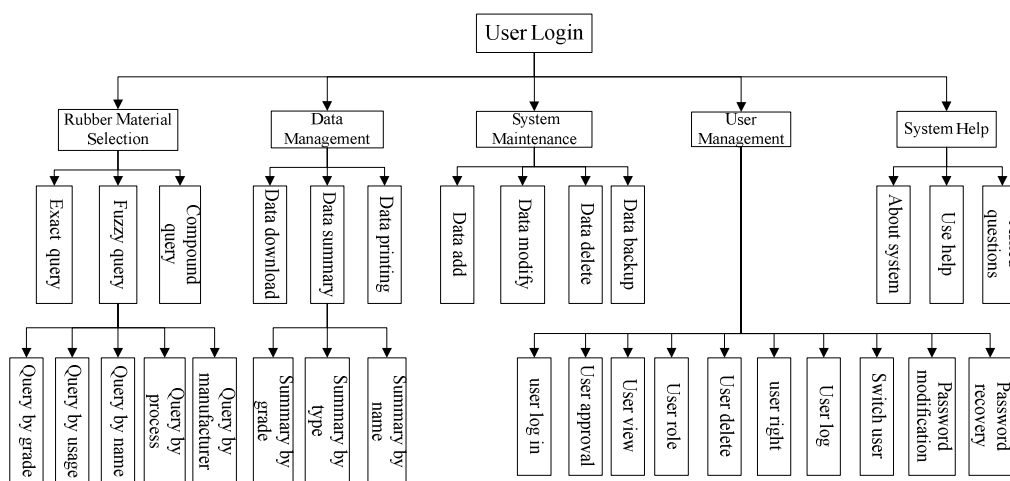 User Login
Rubber Material
Selection
Data
Management
System
Maintenance
User
Management
System Help
Exact query
Fuzzy query
Compound
query
Data download
Data summary
Data printing
Data add
Data modify
Data delete
Data backup
About system
Use help
questions
Query by grade
Query by usage
Query by name
Query by
process
Query by
manufacturer
Summary by
grade
Summary by
type
Summary by
name
user log in
User approval
User view
User role
User delete
user right
User log
Switch user
Password
modification
Password
recovery